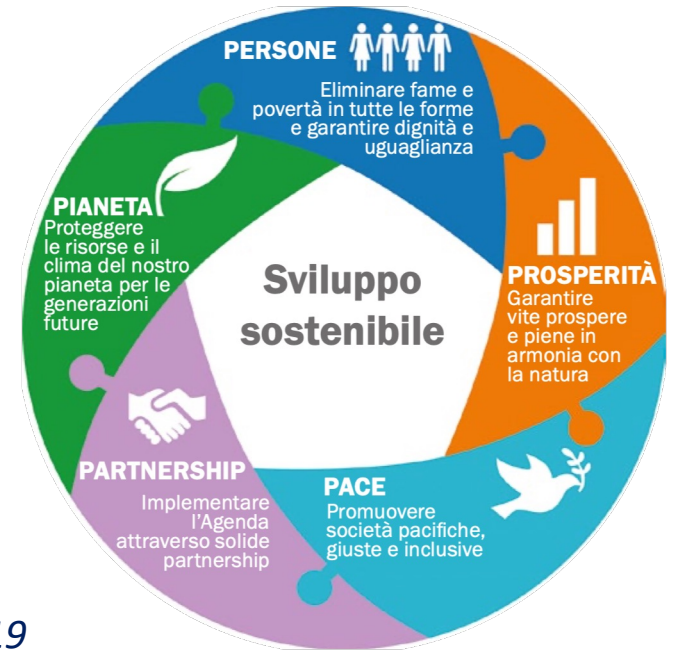 PERSONE
Eliminare fame e
povertà in tutte le forme
e garantire dignità e
uguaglianza
PIANETA
Proteggere
le risorse e il
clima del nostro
pianeta per le
generazioni
future
Sviluppo
sostenibile
PROSPERITÀ
Garantire
vite prospere
e piene in
armonia con
la natura
PARTNERSHIP
Implementare
l'Agenda
attraverso solide
partnership
PACE
Promuovere
società pacifiche,
giuste e inclusive
19